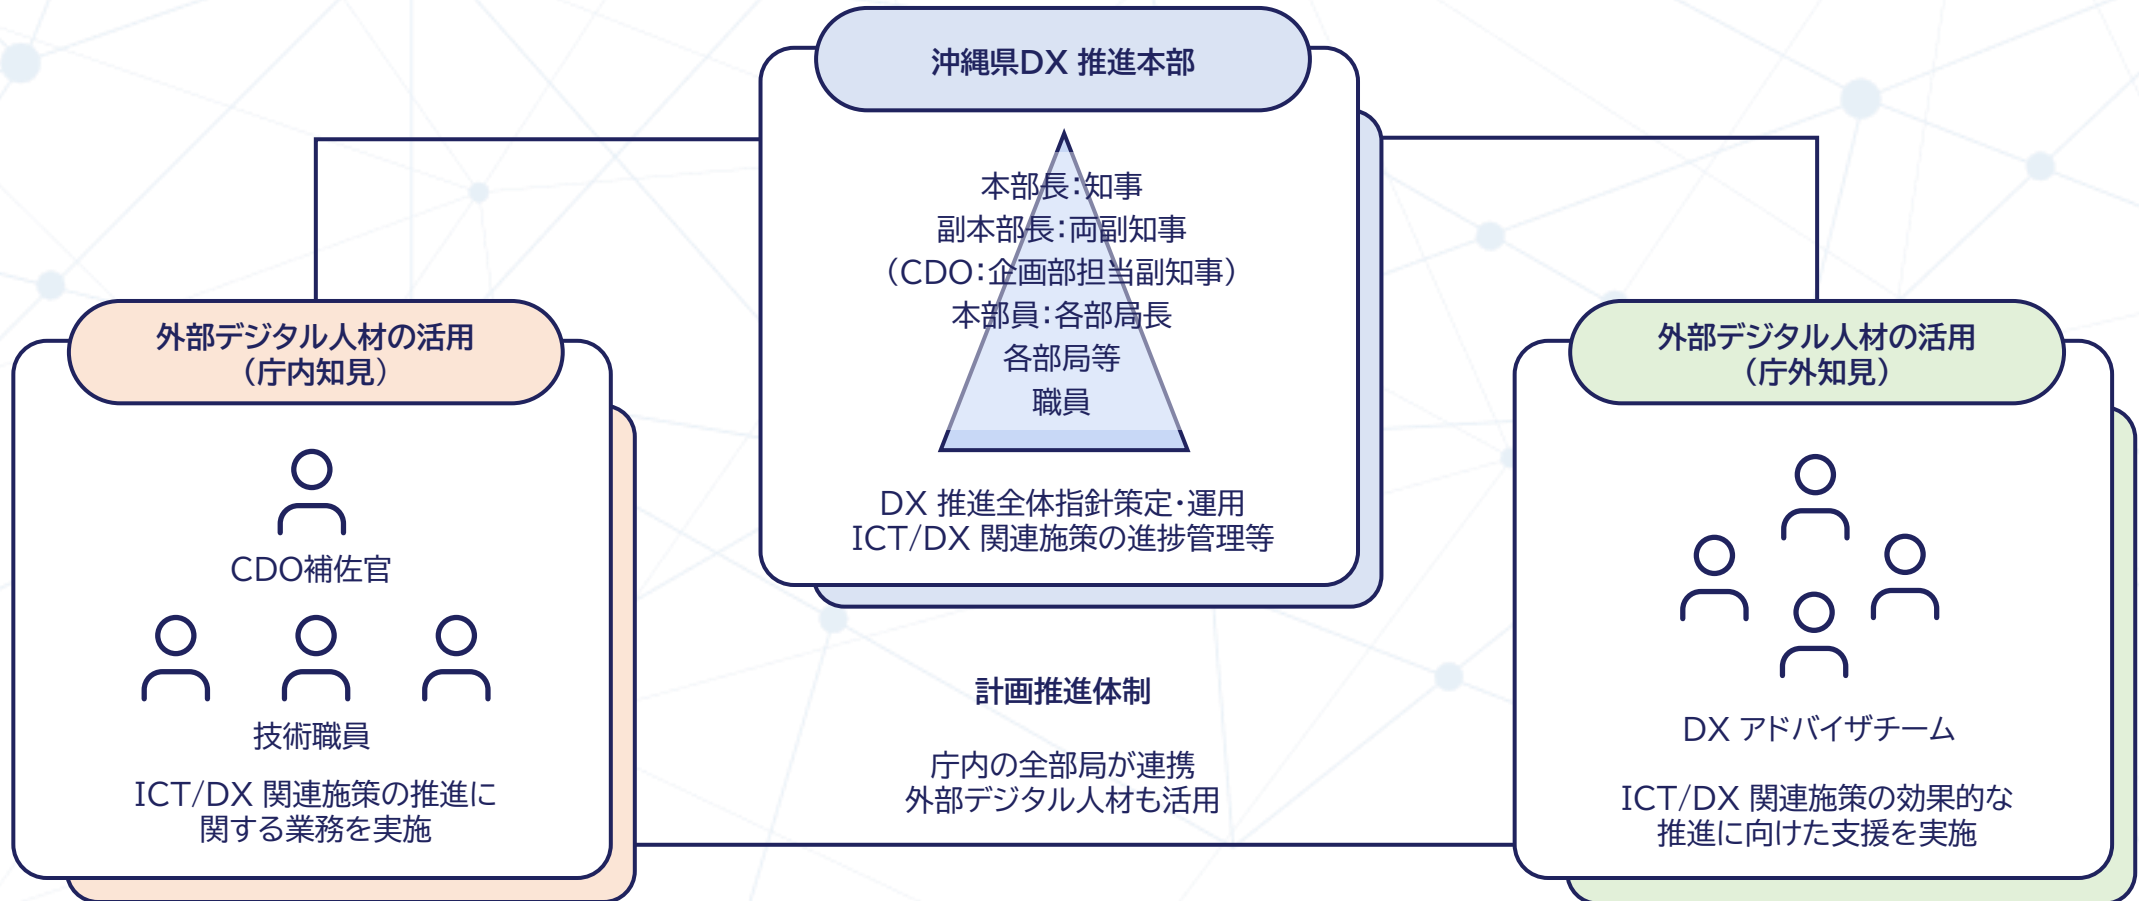 沖縄県DX 推進本部
本部長：知事
副本部長：両副知事
（CDO：企画部担当副知事）
本部員：各部局長
各部局等
職員
DX 推進全体指針策定・運用
ICT/DX 関連施策の進捗管理等
外部デジタル人材の活用
（庁内知見）
CDO補佐官
技術職員
ICT/DX 関連施策の推進に
関する業務を実施
計画推進体制
庁内の全部局が連携
外部デジタル人材も活用
外部デジタル人材の活用
（庁外知見）
DX アドバイザチーム
ICT/DX 関連施策の効果的な
推進に向けた支援を実施